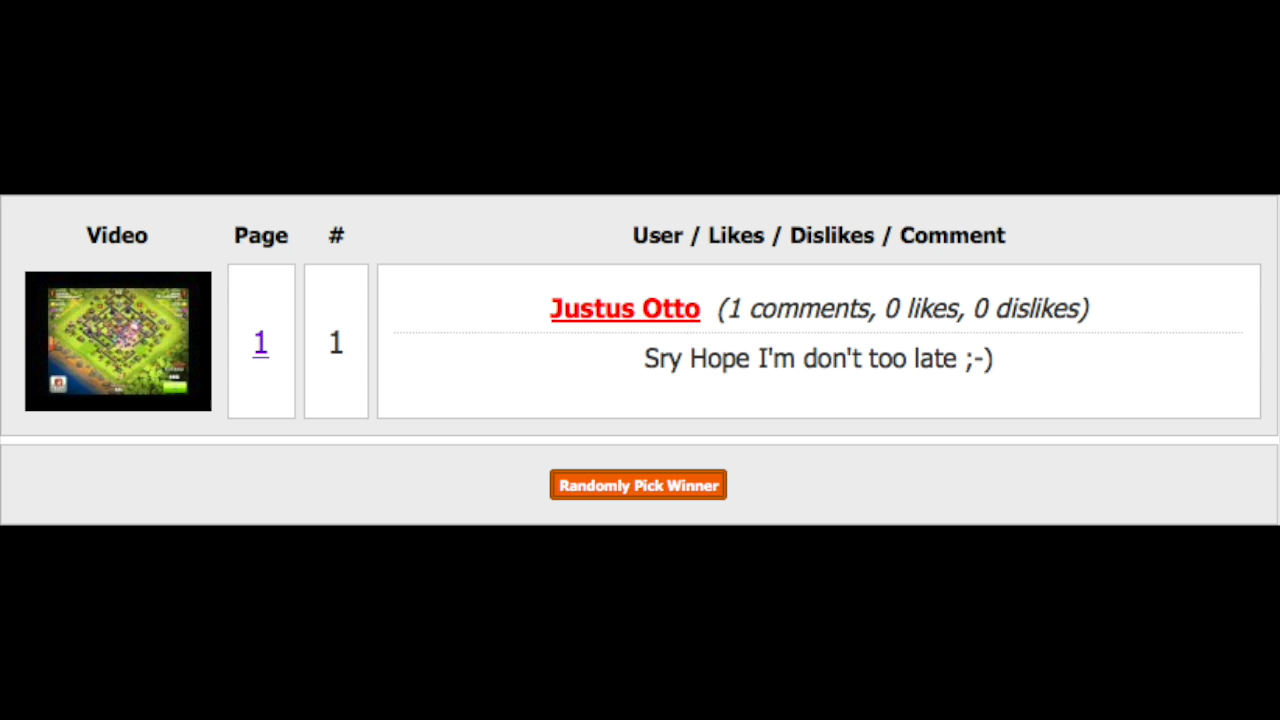 Video Page # User / Likes / Dislikes / Comment
Justus Otto (1 comments, 0 likes, 0 dislikes)
1 1
Sry Hope I'm don't too late ;-)
Randomly Pick Winner